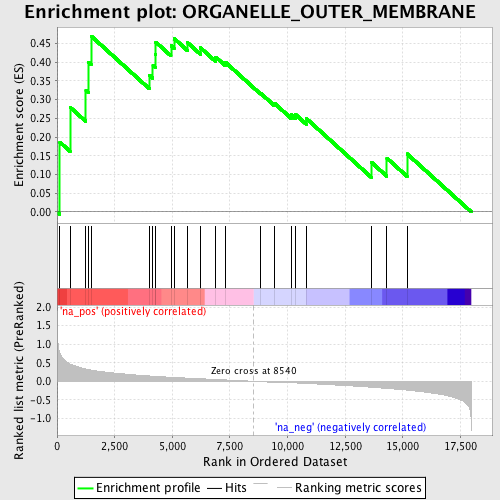 Enrichment plot: ORGANELLE_OUTER_MEMBRANE
Enrichment score (ES)
0.45
0.40
0.35
0.30
0.25
0.20
0.15
0.10
0.05
0.00
'na_pos' (positively correlated)
Ranked list metric (PreRanked)
2.0
1.5
1.0
0.5
0.0
-0.5
-1.0
Zero cross at 8540
'na_neg' (negatively correlated)
0
2,500
5,000
7,500
10,000
12,500
15,000
17,500
Rank in Ordered Dataset
Enrichment profile
Hits
Ranking metric scores